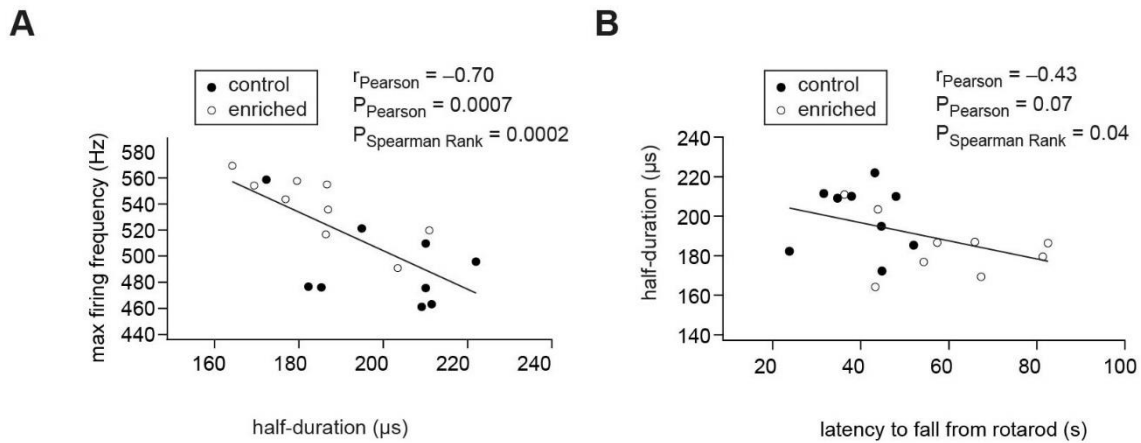 A
control
enriched
rPearson = –0.70
PPearson = 0.0007
PSpearman Rank = 0.0002
max firing frequency (Hz)
580
560
540
520
500
480
460
440
160 180 200 220 240
half-duration (µs)
B
control
enriched
rPearson = –0.43
PPearson = 0.07
PSpearman Rank = 0.04
half-duration (µs)
240
220
200
180
160
140
20 40 60 80 100
latency to fall from rotarod (s)